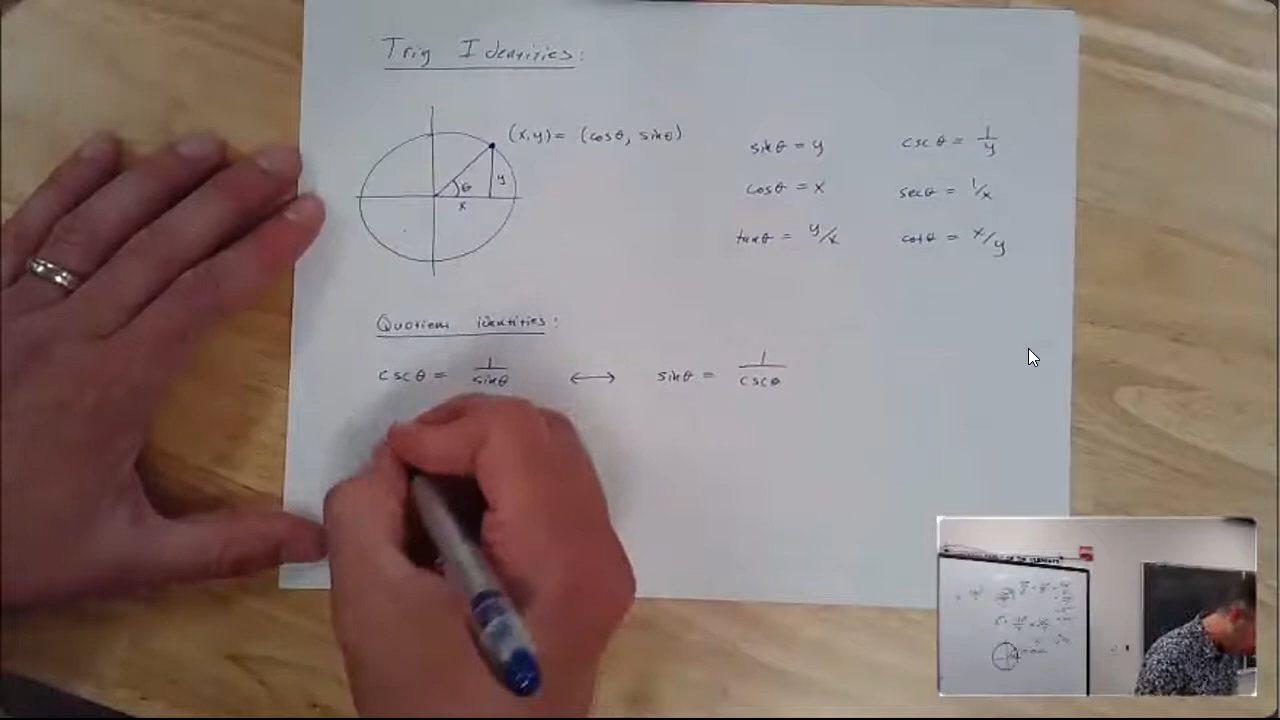 Trig Identities:
(x,y) = (cosθ, sinθ)
θ
y
x
sinθ = y
cscθ = 1/y
cosθ = x
secθ = 1/x
tanθ = y/x
cotθ = x/y
Quotient identities:
cscθ = 1/sinθ ⟷ sinθ = 1/cscθ